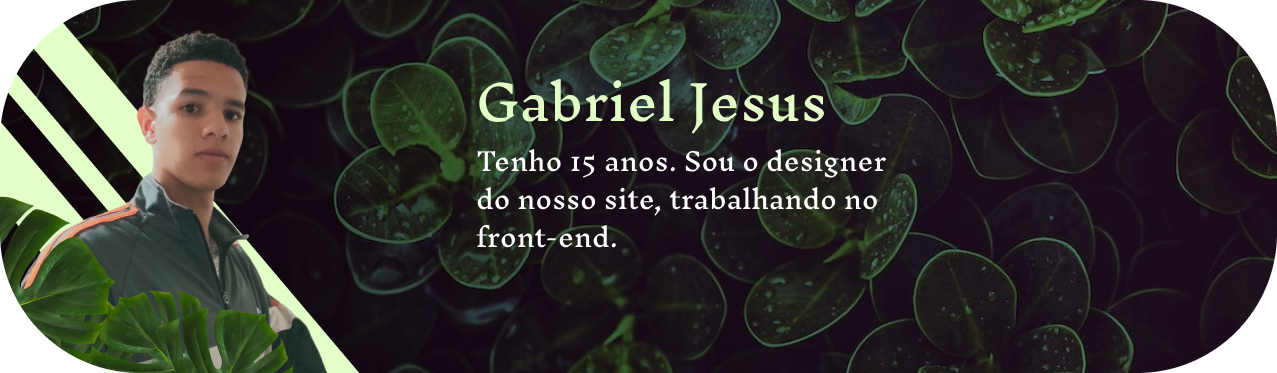 Gabriel Jesus
Tenho 15 anos. Sou o designer
do nosso site, trabalhando no
front-end.